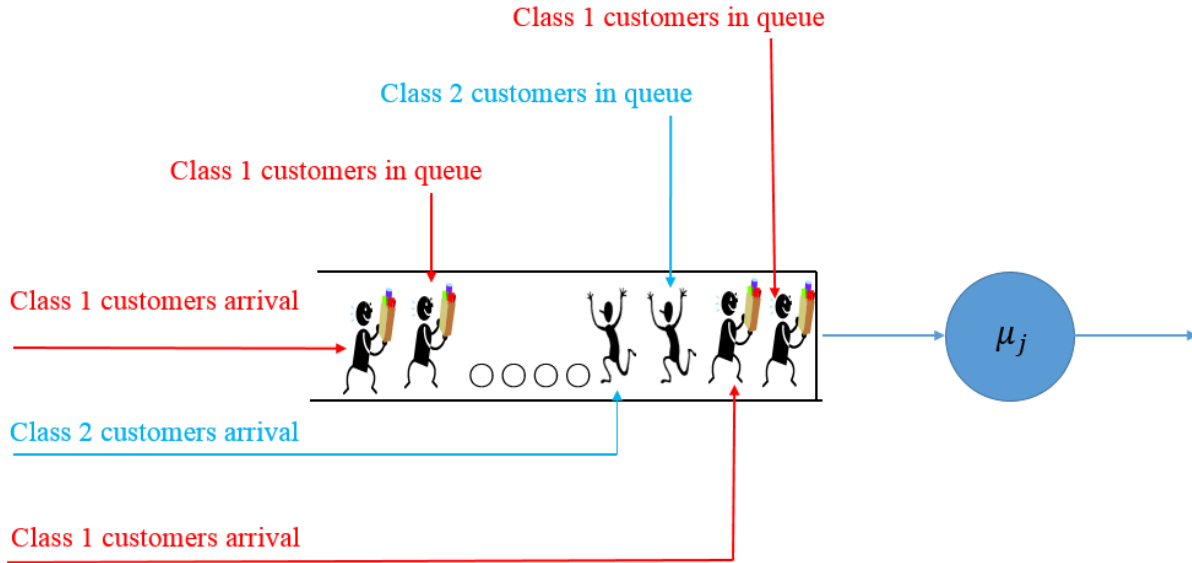 Class 1 customers in queue
Class 2 customers in queue
Class 1 customers in queue
Class 1 customers arrival
μj
Class 2 customers arrival
Class 1 customers arrival